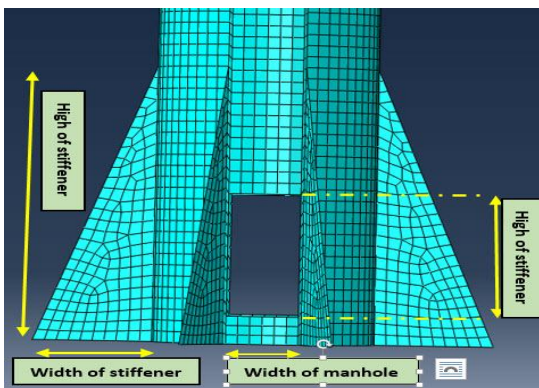 High of stiffener
High of stiffener
Width of stiffener
Width of manhole